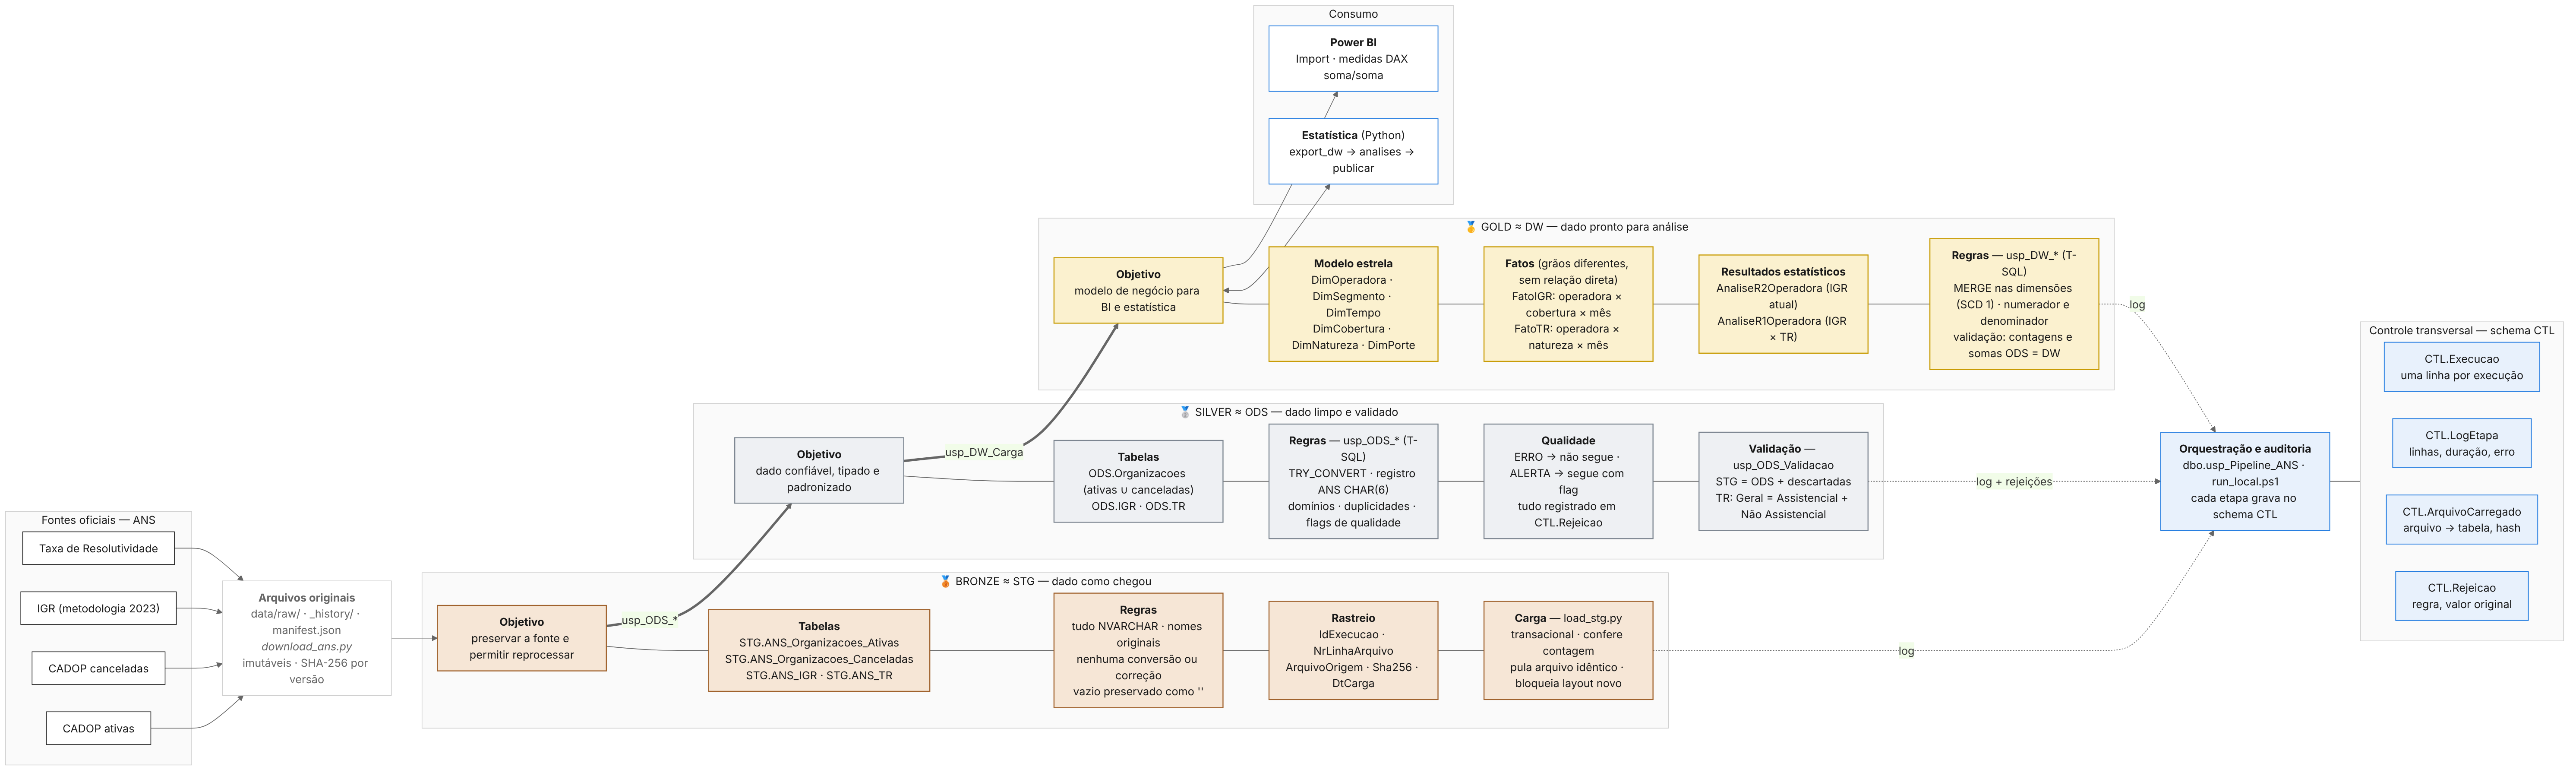 Consumo
Power BI
Import · medidas DAX
soma/soma
Estatística (Python)
export_dw → analises →
publicar
🥇 GOLD ≈ DW — dado pronto para análise
Objetivo
modelo de negócio para
BI e estatística
Modelo estrela
DimOperadora ·
DimSegmento ·
DimTempo
DimCobertura ·
DimNatureza · DimPorte
Fatos (grãos diferentes,
sem relação direta)
FatoIGR: operadora ×
cobertura × mês
FatoTR: operadora ×
natureza × mês
Resultados estatísticos
AnaliseR2Operadora (IGR
atual)
AnaliseR1Operadora (IGR
× TR)
Regras — usp_DW_* (T-
SQL)
MERGE nas dimensões
(SCD 1) · numerador e
denominador
validação: contagens e
somas ODS = DW
log
usp_DW_Carga
🥈 SILVER ≈ ODS — dado limpo e validado
Objetivo
dado confiável, tipado e
padronizado
Tabelas
ODS.Organizacoes
(ativas ∪ canceladas)
ODS.IGR · ODS.TR
Regras — usp_ODS_* (T-
SQL)
TRY_CONVERT · registro
ANS CHAR(6)
domínios · duplicidades ·
flags de qualidade
Qualidade
ERRO → não segue ·
ALERTA → segue com
flag
tudo registrado em
CTL.Rejeicao
Validação —
usp_ODS_Validacao
STG = ODS + descartadas
TR: Geral = Assistencial +
Não Assistencial
log + rejeições
Orquestração e auditoria
dbo.usp_Pipeline_ANS ·
run_local.ps1
cada etapa grava no
schema CTL
Controle transversal — schema CTL
CTL.Execucao
uma linha por execução
CTL.LogEtapa
linhas, duração, erro
CTL.ArquivoCarregado
arquivo → tabela, hash
CTL.Rejeicao
regra, valor original
Fontes oficiais — ANS
Taxa de Resolutividade
IGR (metodologia 2023)
CADOP canceladas
CADOP ativas
Arquivos originais
data/raw/ · _history/ ·
manifest.json
download_ans.py
imutáveis · SHA-256 por
versão
usp_ODS_*
🥉 BRONZE ≈ STG — dado como chegou
Objetivo
preservar a fonte e
permitir reprocessar
Tabelas
STG.ANS_Organizacoes_Ativas
STG.ANS_Organizacoes_Canceladas
STG.ANS_IGR · STG.ANS_TR
Regras
tudo NVARCHAR · nomes
originais
nenhuma conversão ou
correção
vazio preservado como ''
Rastreio
IdExecucao ·
NrLinhaArquivo
ArquivoOrigem · Sha256 ·
DtCarga
Carga — load_stg.py
transacional · confere
contagem
pula arquivo idêntico ·
bloqueia layout novo
log